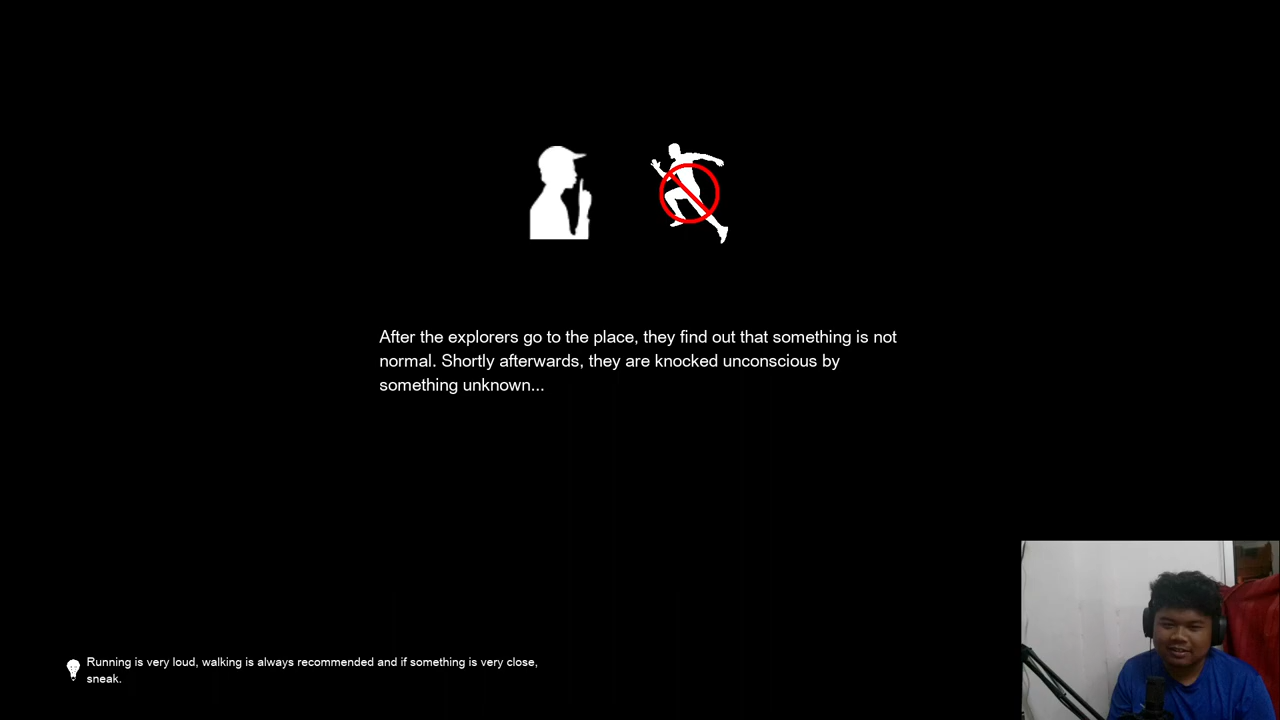 After the explorers go to the place, they find out that something is not
normal. Shortly afterwards, they are knocked unconscious by
something unknown...
Running is very loud, walking is always recommended and if something is very close,
sneak.